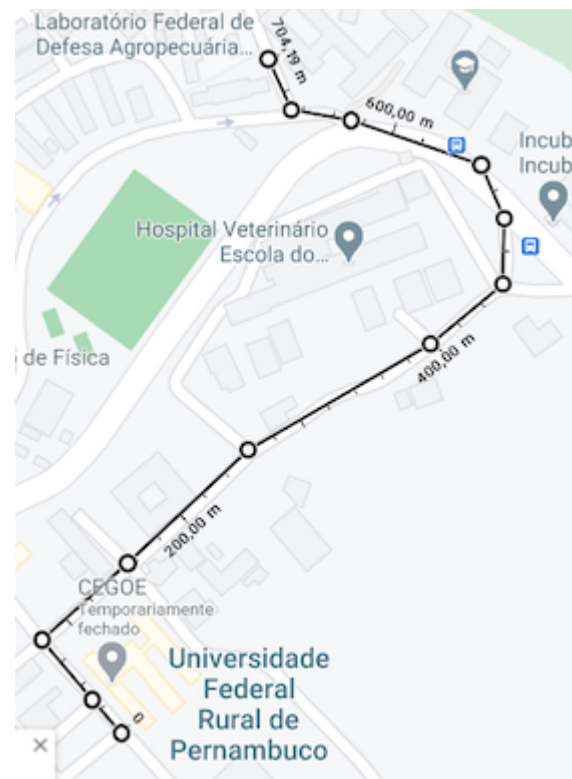 Laboratório Federal de
Defesa Agropecuária...
704,19 m
600,00 m
Incub
Incub
Hospital Veterinário
Escola do...
de Física
400,00 m
200,00 m
CEGOE
Temporariamente
fechado
0
Universidade
Federal
Rural de
Pernambuco
×